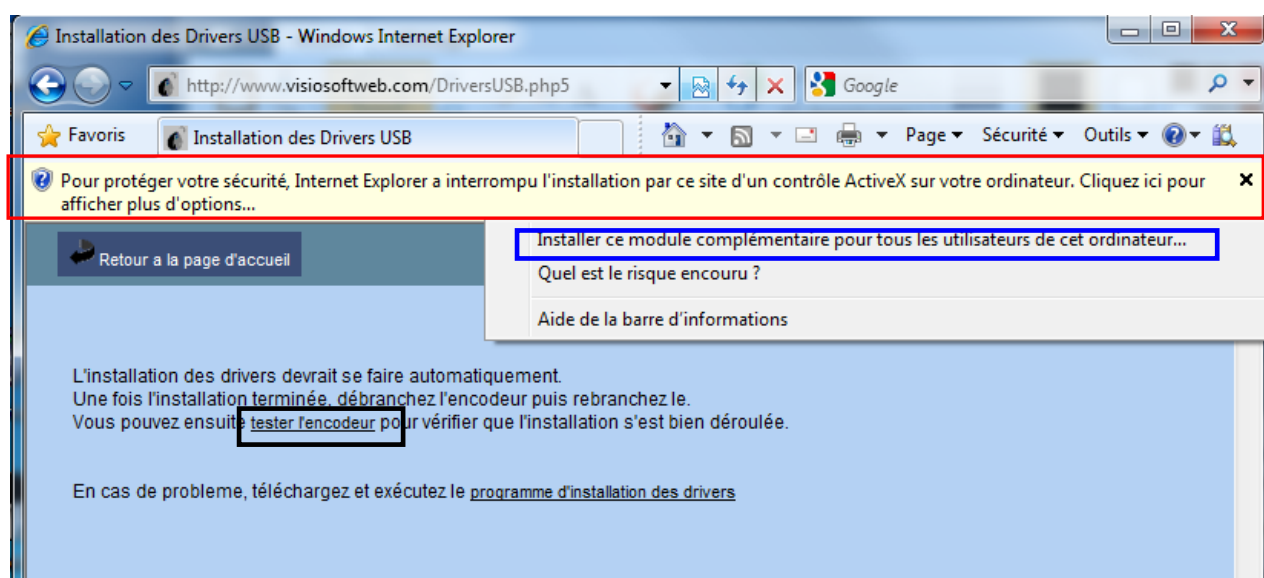 Installation des Drivers USB - Windows Internet Explorer
http://www.visiosoftweb.com/DriversUSB.php5
Google
Favoris
Installation des Drivers USB
Page
Sécurité
Outils
Pour protéger votre sécurité, Internet Explorer a interrompu l'installation par ce site d'un contrôle ActiveX sur votre ordinateur. Cliquez ici pour
afficher plus d'options...
Retour a la page d'accueil
Installer ce module complémentaire pour tous les utilisateurs de cet ordinateur...
Quel est le risque encouru ?
Aide de la barre d'informations
L'installation des drivers devrait se faire automatiquement.
Une fois l'installation terminée, débranchez l'encodeur puis rebranchez le.
Vous pouvez ensuite tester l'encodeur pour vérifier que l'installation s'est bien déroulée.
En cas de probleme, téléchargez et exécutez le programme d'installation des drivers